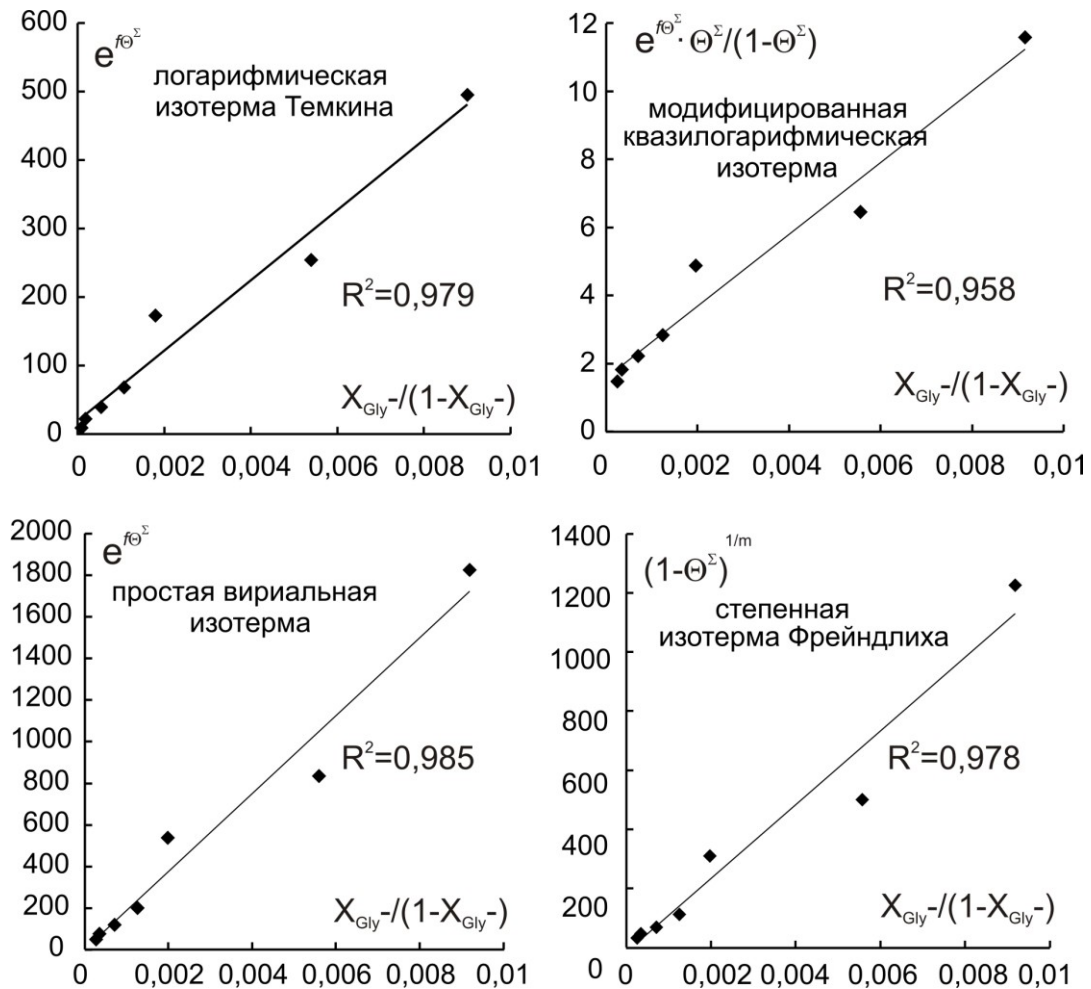 600
500
400
300
200
100
0
e^{fΘ^Σ}
логарифмическая
изотерма Темкина
R²=0,979
X_{Gly}-/(1-X_{Gly}-)
0 0,002 0,004 0,006 0,008 0,01
12
10
8
6
4
2
0
e^{fΘ^Σ}·Θ^Σ/(1-Θ^Σ)
модифицированная
квазилогарифмическая
изотерма
R²=0,958
X_{Gly}-/(1-X_{Gly}-)
0 0,002 0,004 0,006 0,008 0,01
2000
1800
1600
1400
1200
1000
800
600
400
200
0
e^{fΘ^Σ}
простая вириальная
изотерма
R²=0,985
X_{Gly}-/(1-X_{Gly}-)
0 0,002 0,004 0,006 0,008 0,01
1400
1200
1000
800
600
400
200
0
(1-Θ^Σ)^{1/m}
степенная
изотерма Фрейндлиха
R²=0,978
X_{Gly}-/(1-X_{Gly}-)
0 0,002 0,004 0,006 0,008 0,01